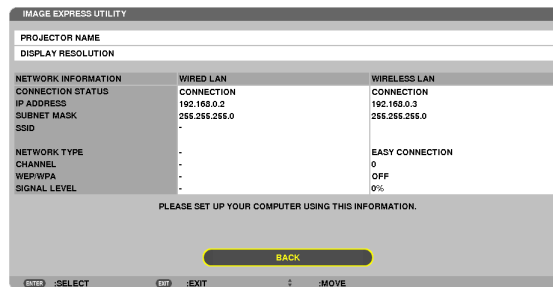 IMAGE EXPRESS UTILITY
PROJECTOR NAME
DISPLAY RESOLUTION
NETWORK INFORMATION WIRED LAN WIRELESS LAN
CONNECTION STATUS CONNECTION CONNECTION
IP ADDRESS 192.168.0.2 192.168.0.3
SUBNET MASK 255.255.255.0 255.255.255.0
SSID -
NETWORK TYPE - EASY CONNECTION
CHANNEL - 0
WEP/WPA - OFF
SIGNAL LEVEL - 0%
PLEASE SET UP YOUR COMPUTER USING THIS INFORMATION.
BACK
ENTER :SELECT EXIT :EXIT :MOVE